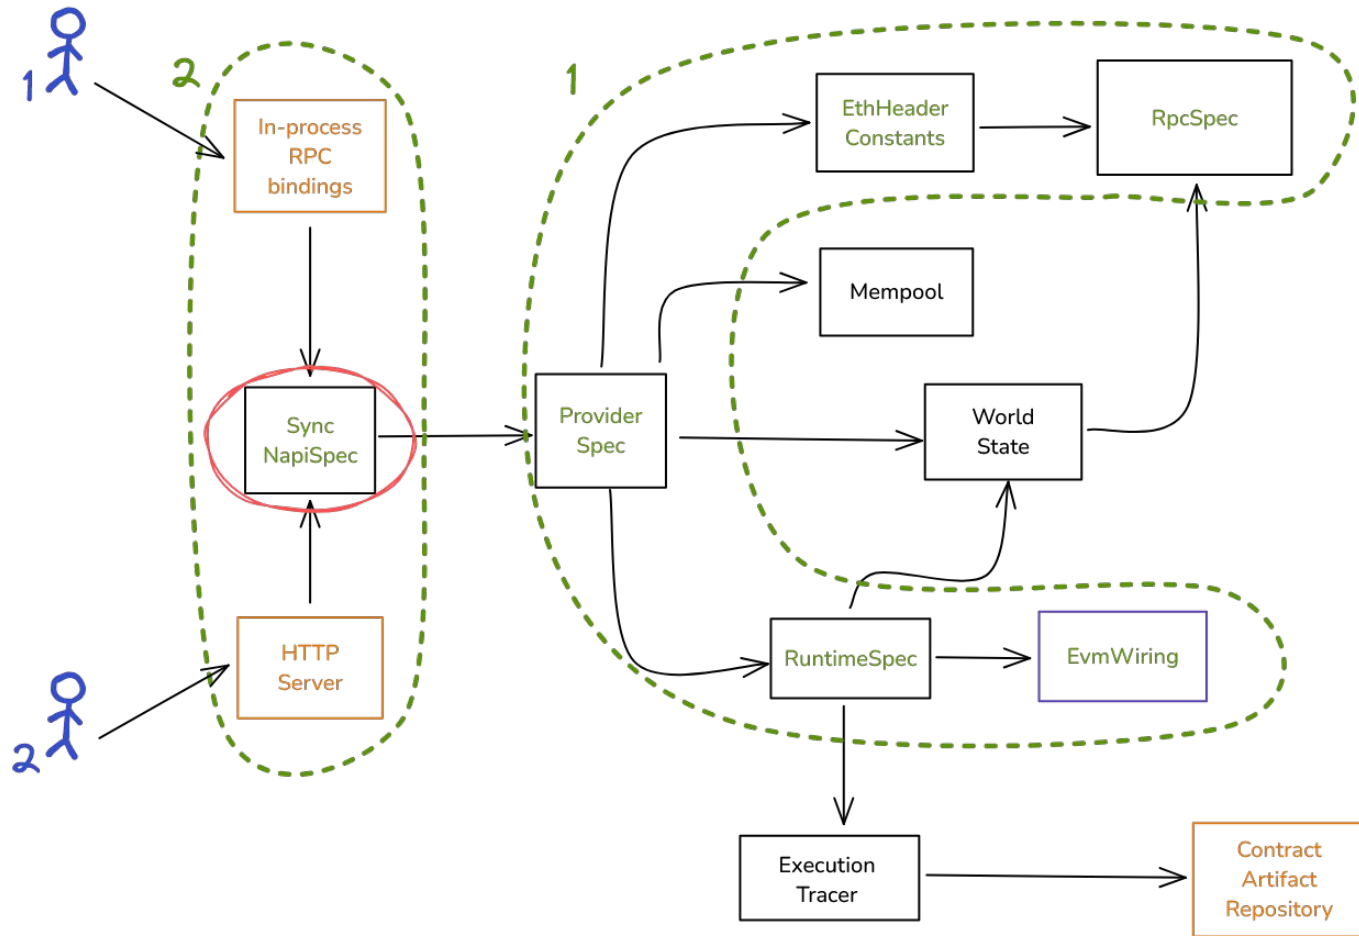 1
2
In-process
RPC
bindings
Sync
NapiSpec
HTTP
Server
2
1
EthHeader
Constants
RpcSpec
Mempool
Provider
Spec
World
State
RuntimeSpec
EvmWiring
Execution
Tracer
Contract
Artifact
Repository